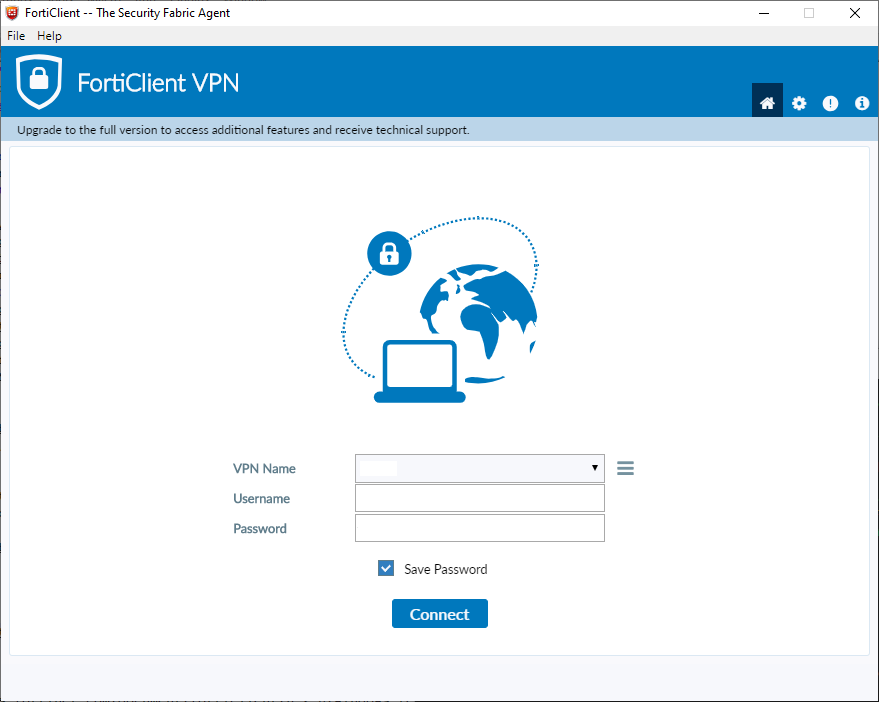 FortiClient -- The Security Fabric Agent
File Help
FortiClient VPN
Upgrade to the full version to access additional features and receive technical support.
VPN Name
Username
Password
Save Password
Connect